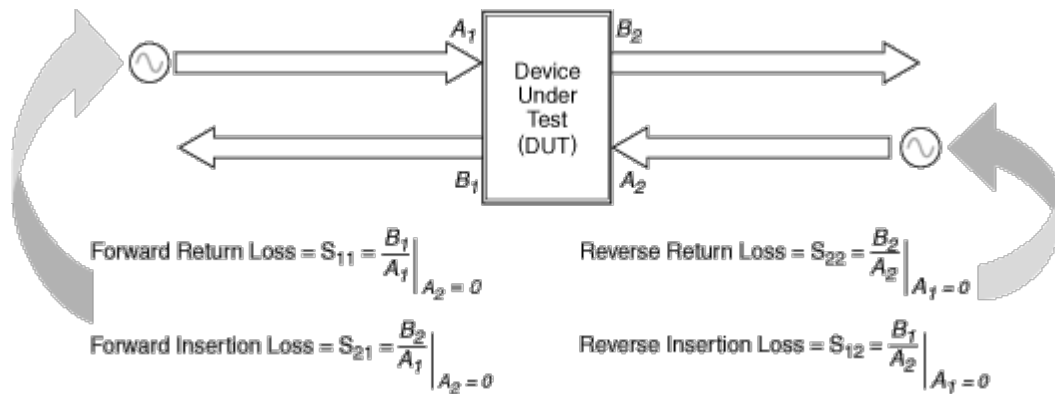 A₁
B₂
Device
Under
Test
(DUT)
B₁
A₂
Forward Return Loss = S₁₁ = B₁/A₁ |A₂ = 0
Reverse Return Loss = S₂₂ = B₂/A₂ |A₁ = 0
Forward Insertion Loss = S₂₁ = B₂/A₁ |A₂ = 0
Reverse Insertion Loss = S₁₂ = B₁/A₂ |A₁ = 0